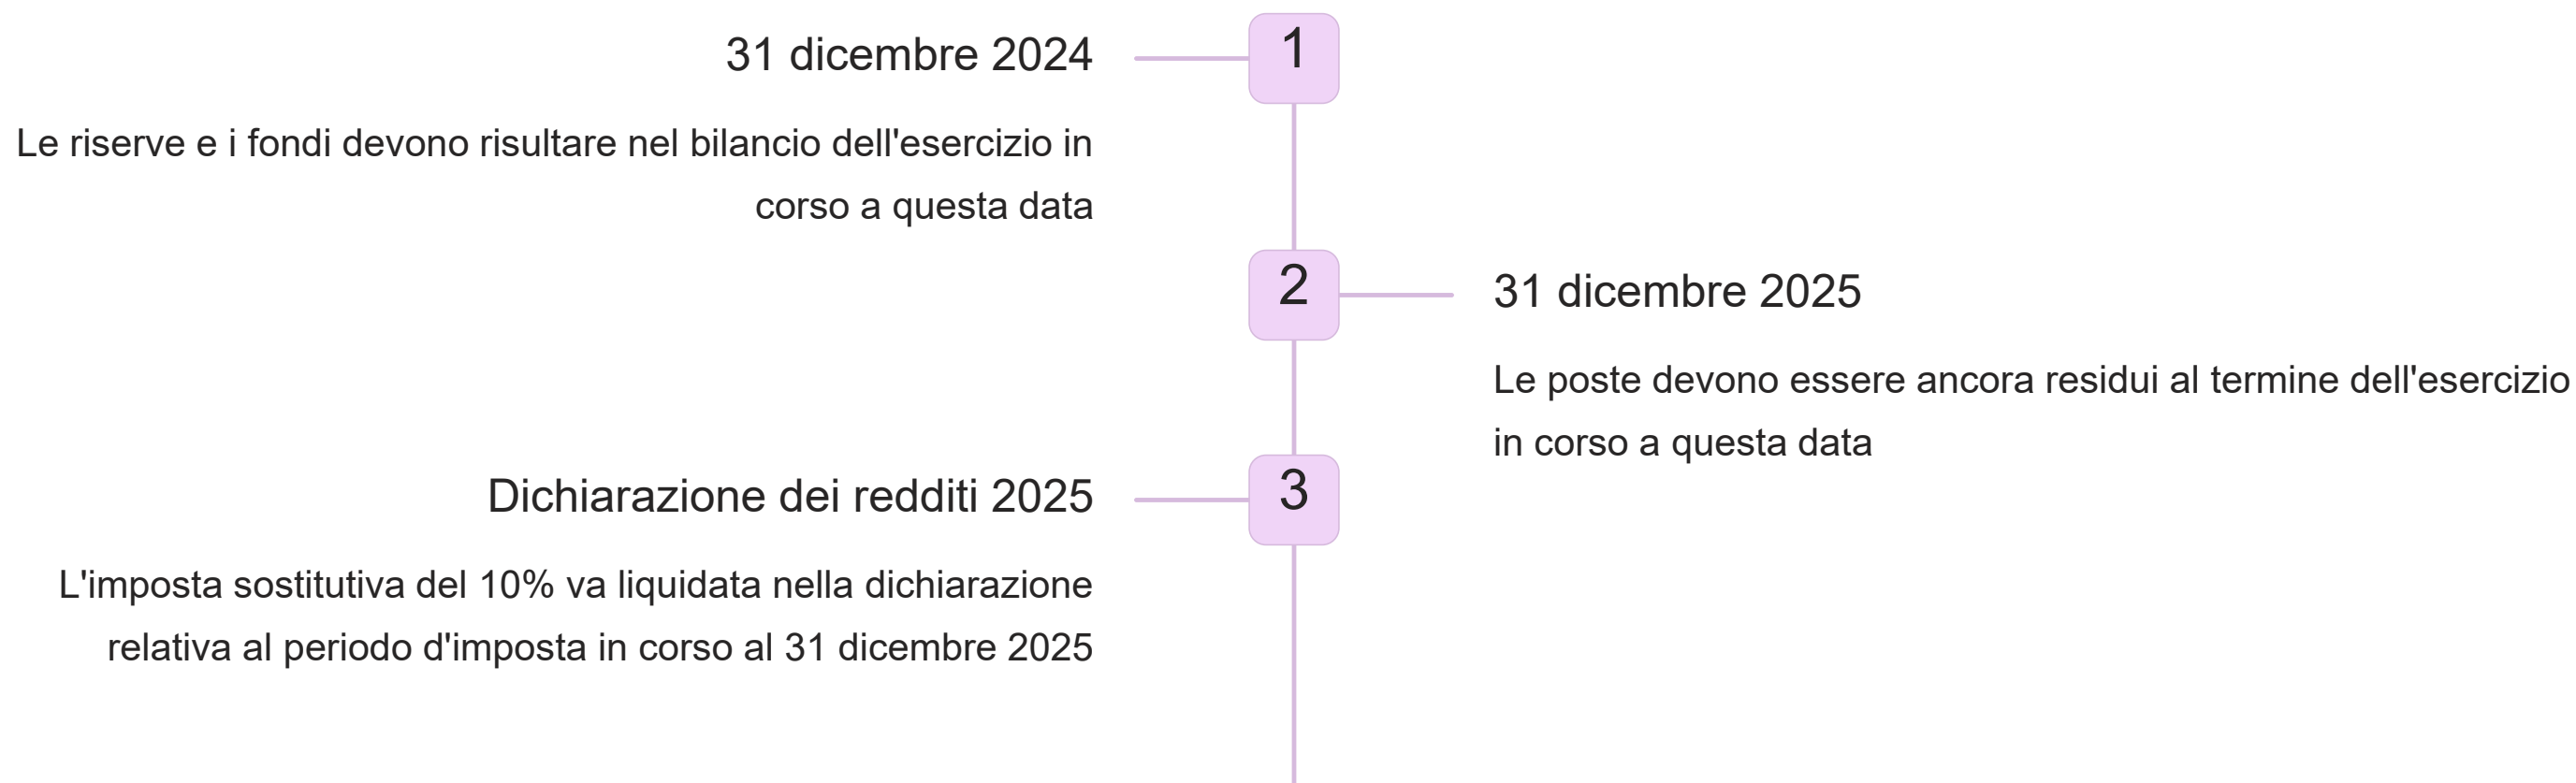 1
31 dicembre 2024
Le riserve e i fondi devono risultare nel bilancio dell'esercizio in
corso a questa data
2
31 dicembre 2025
Le poste devono essere ancora residui al termine dell'esercizio
in corso a questa data
3
Dichiarazione dei redditi 2025
L'imposta sostitutiva del 10% va liquidata nella dichiarazione
relativa al periodo d'imposta in corso al 31 dicembre 2025